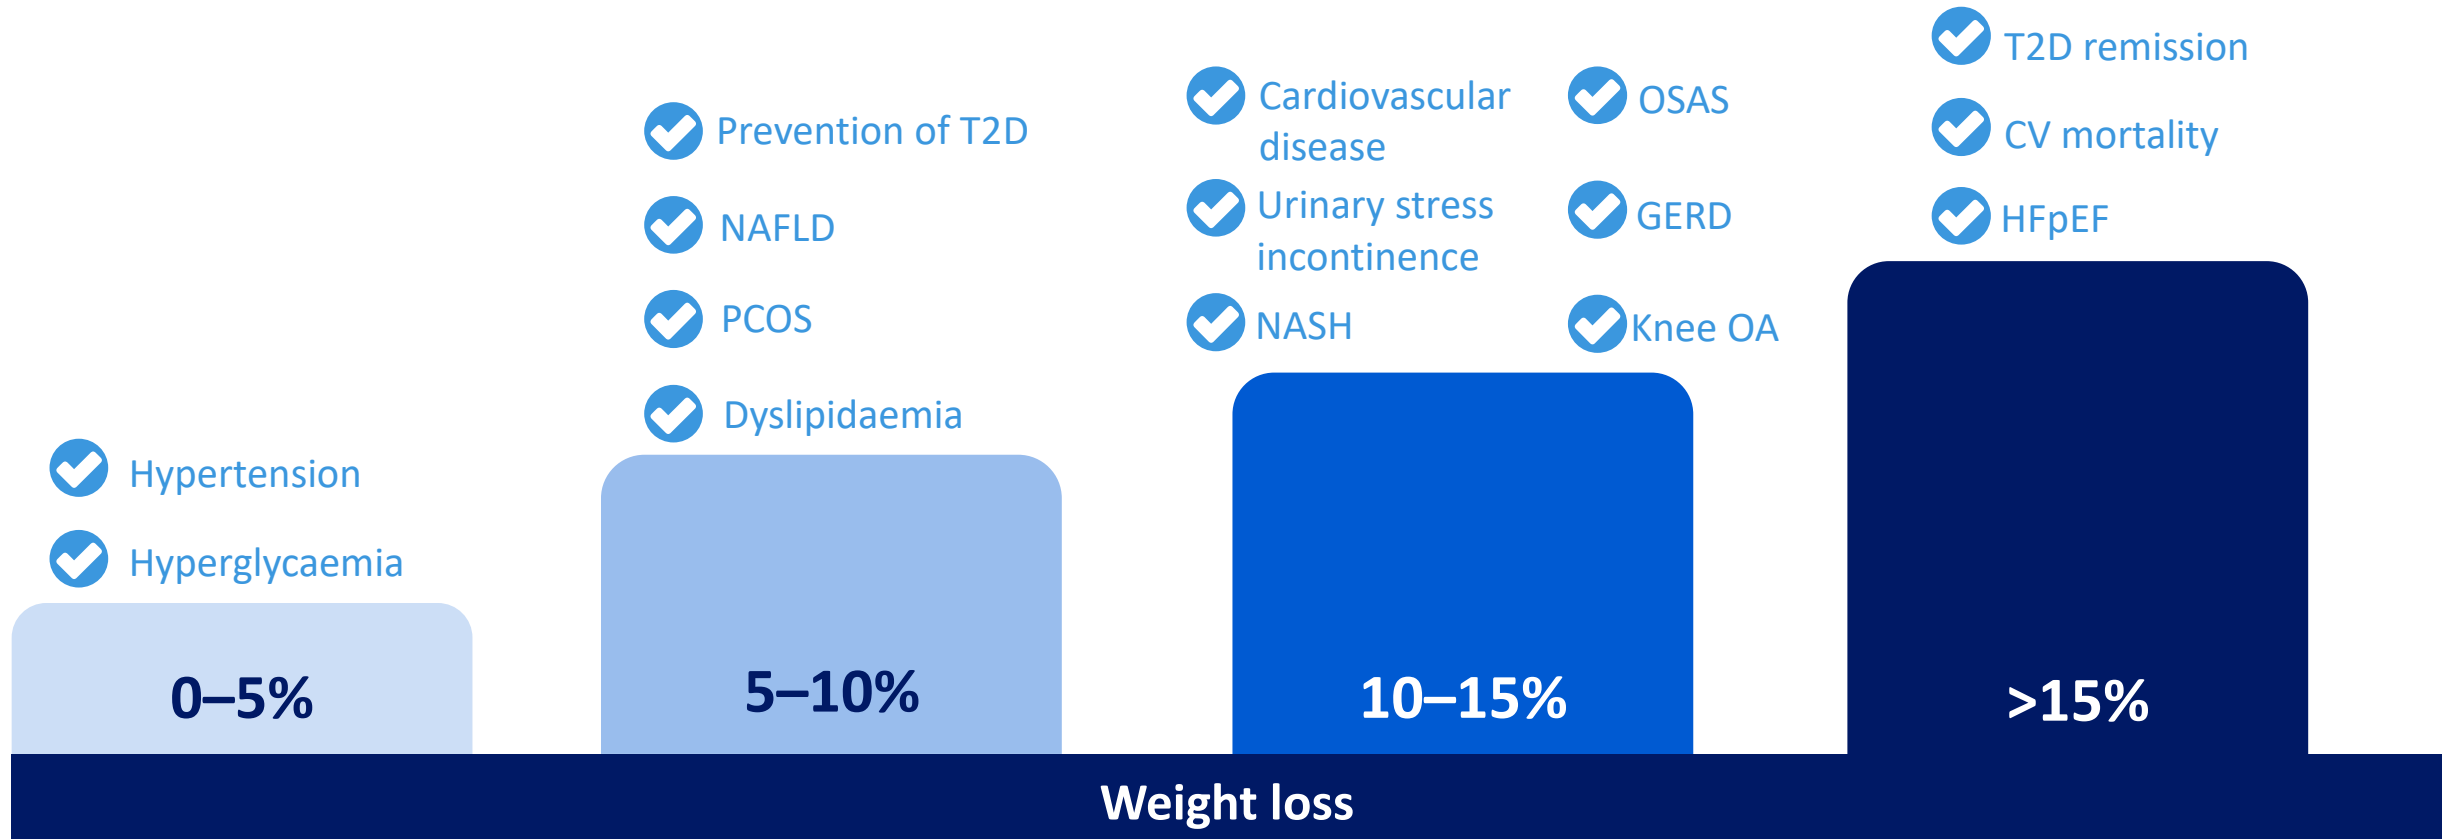 Hypertension
Hyperglycaemia
0–5%
Prevention of T2D
NAFLD
PCOS
Dyslipidaemia
5–10%
Cardiovascular
disease
Urinary stress
incontinence
NASH
OSAS
GERD
Knee OA
10–15%
T2D remission
CV mortality
HFpEF
>15%
Weight loss